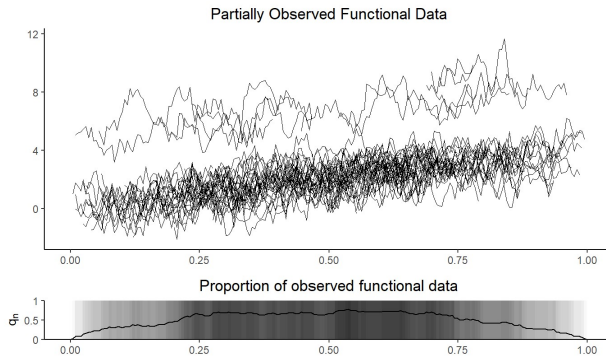 Partially Observed Functional Data
12
8
4
0
0.00 0.25 0.50 0.75 1.00
Proportion of observed functional data
qn
1
0.5
0
0.00 0.25 0.50 0.75 1.00